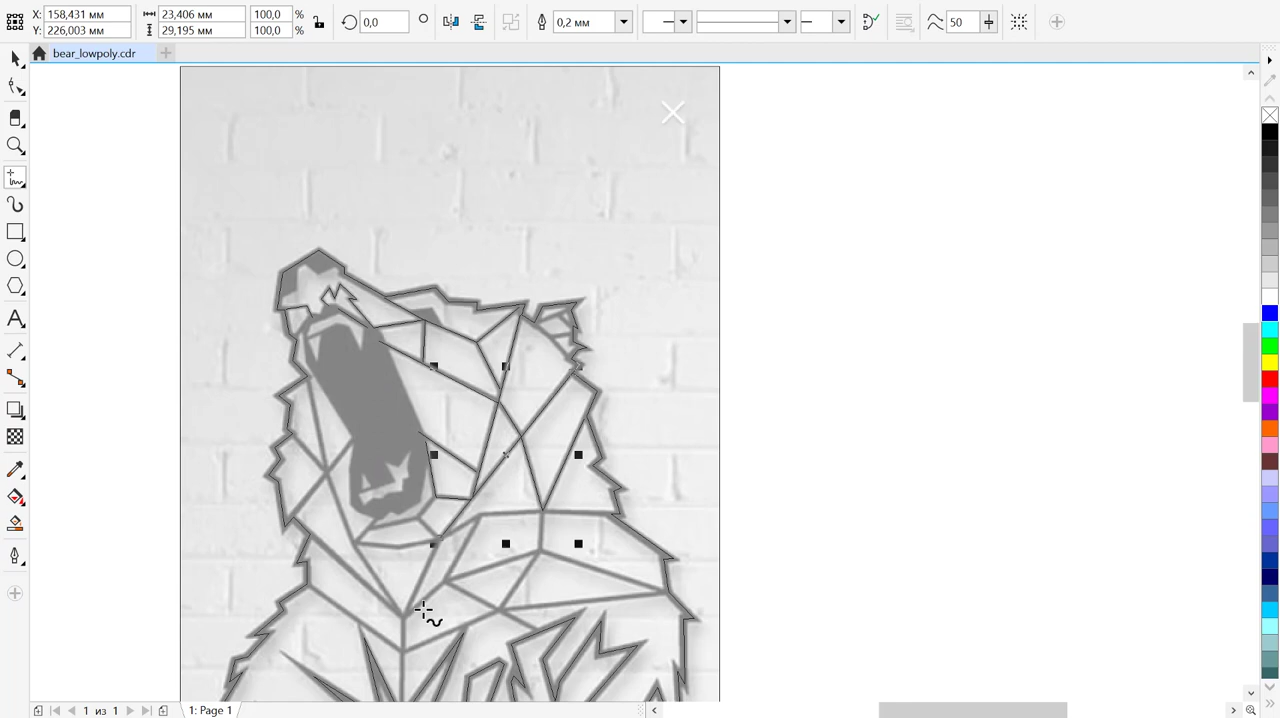 X: 158,431 мм 23,406 мм 100,0 % 0,0 0,2 мм 50
Y: 226,003 мм 29,195 мм 100,0 %
bear_lowpoly.cdr
1 из 1 1: Page 1